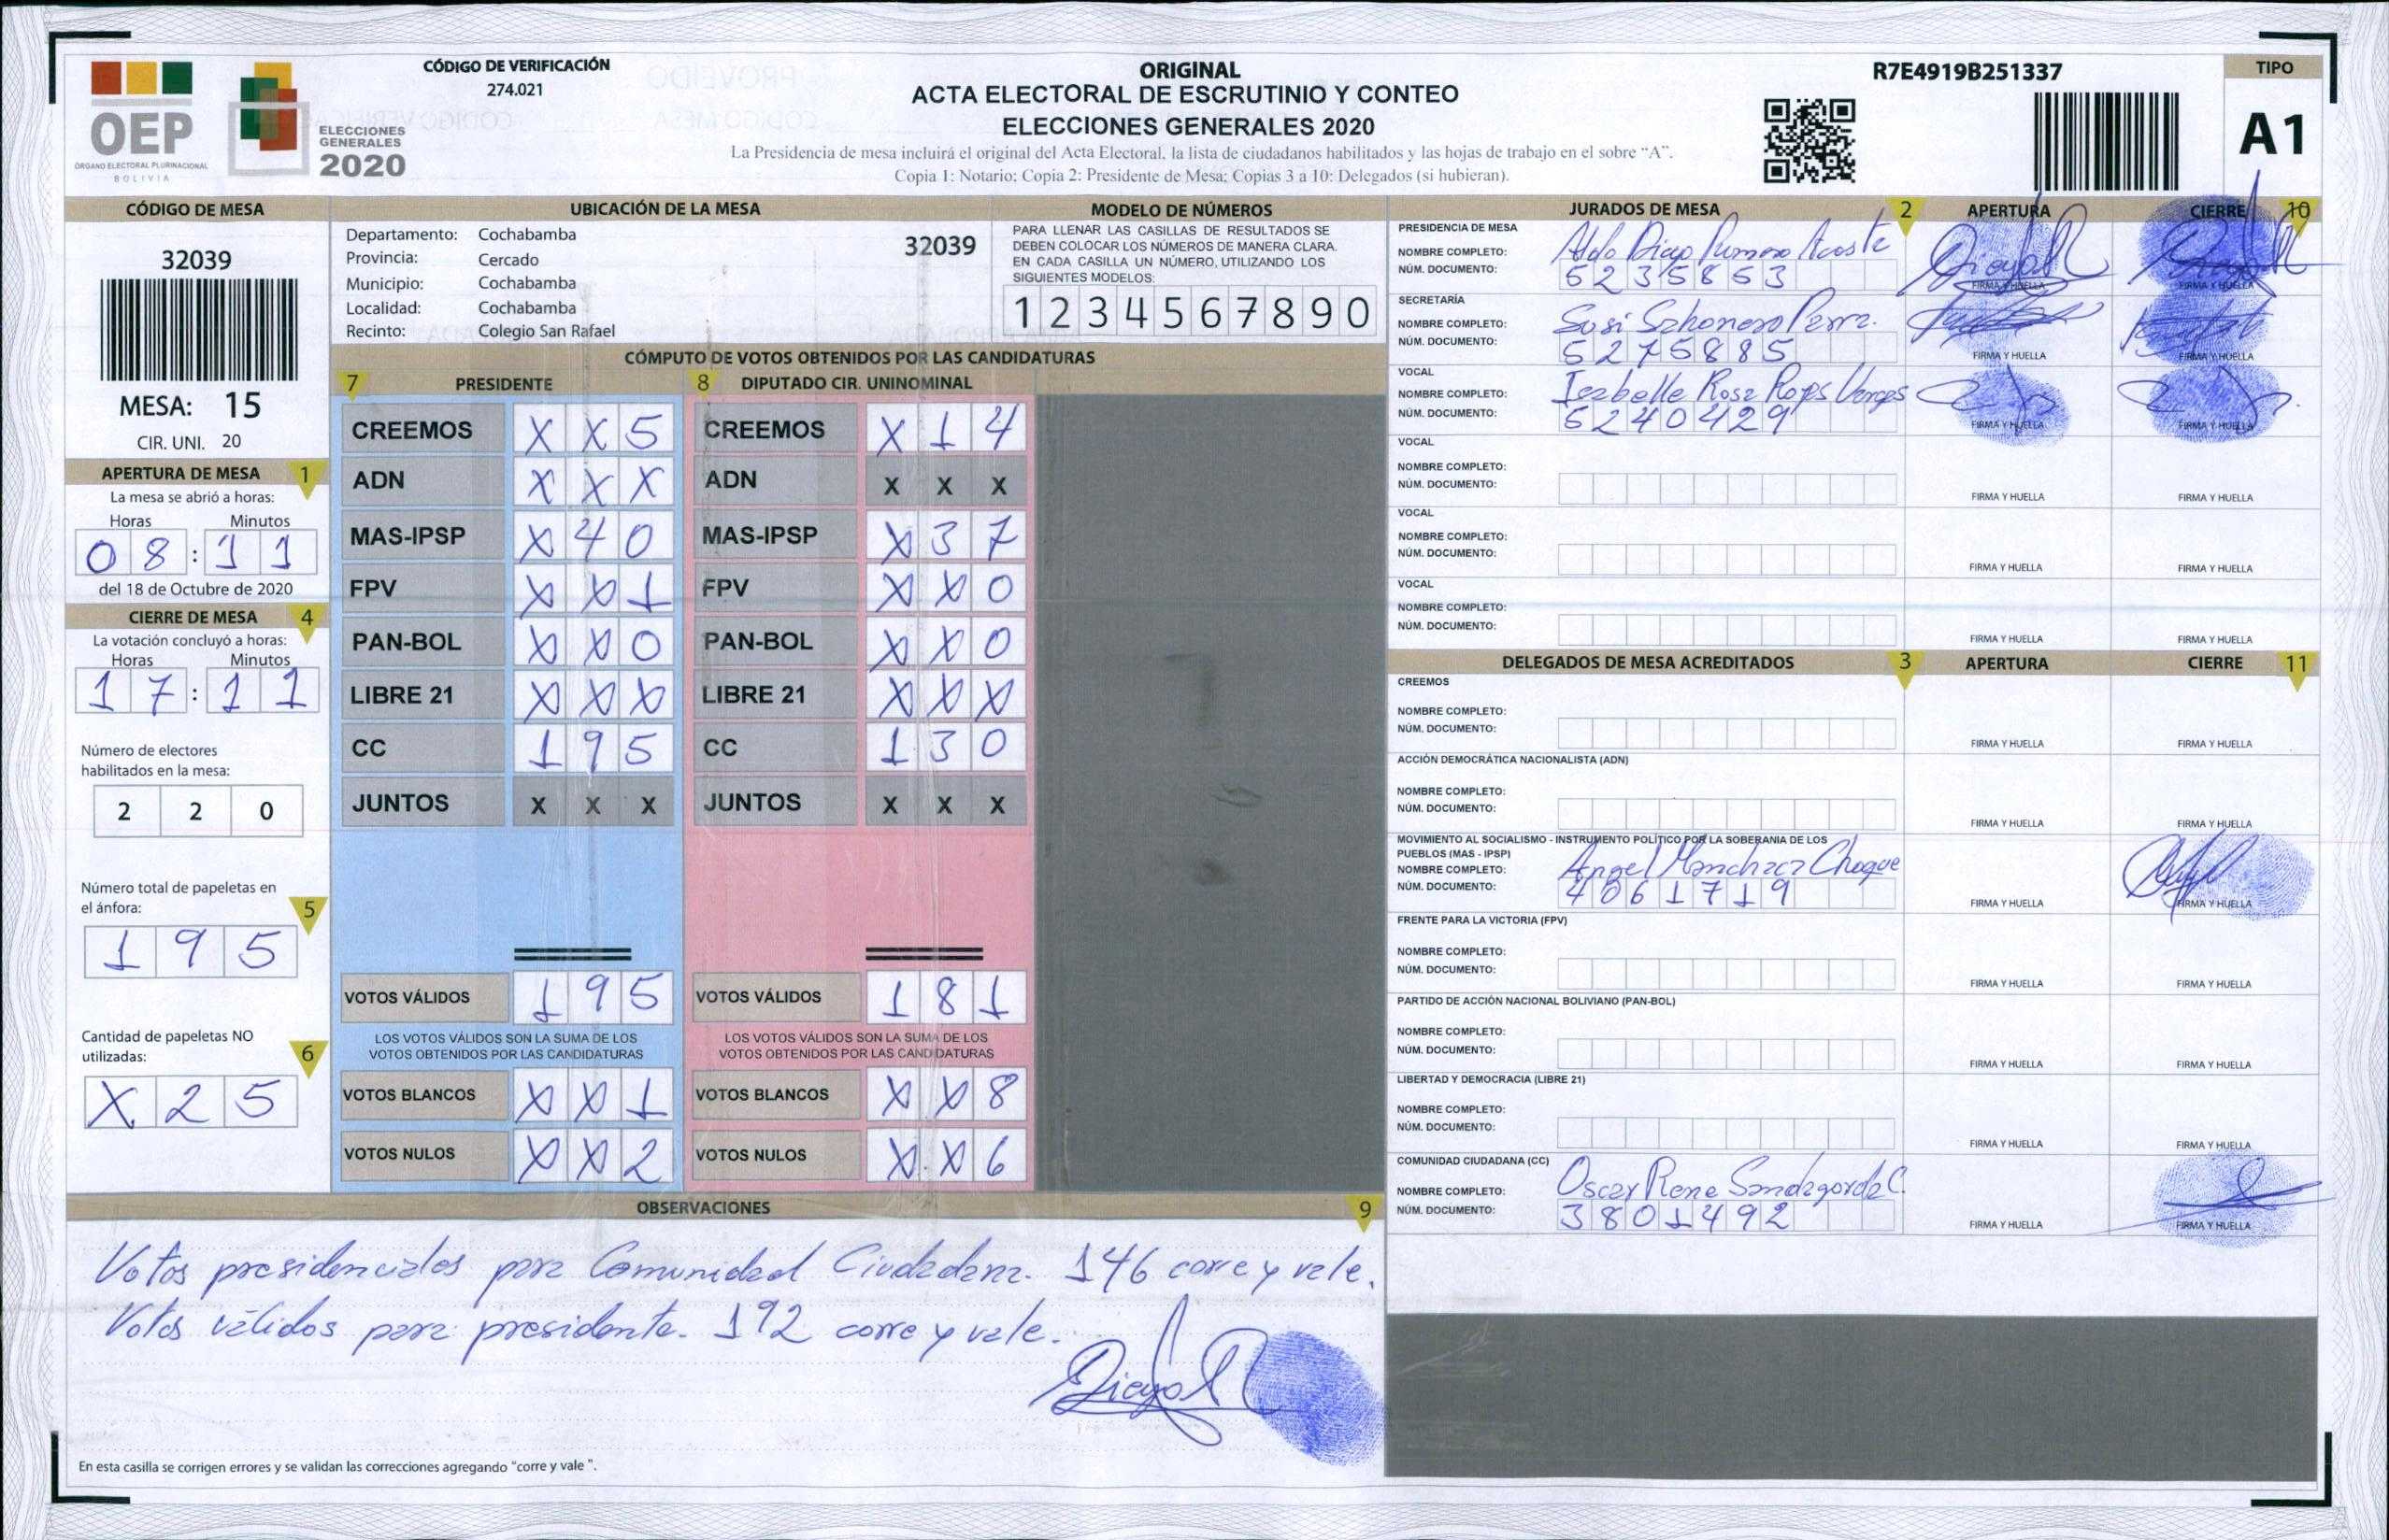 CÓDIGO DE VERIFICACIÓN
274.021
OEP
ÓRGANO ELECTORAL PLURINACIONAL
BOLIVIA
ELECCIONES
GENERALES
2020
ORIGINAL
ACTA ELECTORAL DE ESCRUTINIO Y CONTEO
ELECCIONES GENERALES 2020
La Presidencia de mesa incluirá el original del Acta Electoral, la lista de ciudadanos habilitados y las hojas de trabajo en el sobre “A”.
Copia 1: Notario; Copia 2: Presidente de Mesa; Copias 3 a 10: Delegados (si hubieran).
R7E4919B251337
TIPO
A1
CÓDIGO DE MESA
32039
MESA: 15
CIR. UNI. 20
APERTURA DE MESA 1
La mesa se abrió a horas:
Horas Minutos
08:11
del 18 de Octubre de 2020
CIERRE DE MESA 4
La votación concluyó a horas:
Horas Minutos
17:11
Número de electores
habilitados en la mesa:
2 2 0
Número total de papeletas en
el ánfora: 5
1 9 5
Cantidad de papeletas NO
utilizadas: 6
X 2 5
UBICACIÓN DE LA MESA
Departamento: Cochabamba
32039
Provincia: Cercado
Municipio: Cochabamba
Localidad: Cochabamba
Recinto: Colegio San Rafael
MODELO DE NÚMEROS
PARA LLENAR LAS CASILLAS DE RESULTADOS SE
DEBEN COLOCAR LOS NÚMEROS DE MANERA CLARA.
EN CADA CASILLA UN NÚMERO, UTILIZANDO LOS
SIGUIENTES MODELOS:
1 2 3 4 5 6 7 8 9 0
CÓMPUTO DE VOTOS OBTENIDOS POR LAS CANDIDATURAS
7 PRESIDENTE 8 DIPUTADO CIR. UNINOMINAL
CREEMOS X X 5 CREEMOS X 1 4
ADN X X X ADN X X X
MAS-IPSP X 4 0 MAS-IPSP X 3 7
FPV X X 1 FPV X X 0
PAN-BOL X X 0 PAN-BOL X X 0
LIBRE 21 X X X LIBRE 21 X X X
CC 1 9 5 CC 1 3 0
JUNTOS X X X JUNTOS X X X
VOTOS VÁLIDOS 1 9 5 VOTOS VÁLIDOS 1 8 1
LOS VOTOS VÁLIDOS SON LA SUMA DE LOS LOS VOTOS VÁLIDOS SON LA SUMA DE LOS
VOTOS OBTENIDOS POR LAS CANDIDATURAS VOTOS OBTENIDOS POR LAS CANDIDATURAS
VOTOS BLANCOS X X 1 VOTOS BLANCOS X X 8
VOTOS NULOS X X 2 VOTOS NULOS X X 6
OBSERVACIONES 9
Votos presidenciales para Comunidad Ciudadana. 146 corre y vale.
Votos válidos para presidente. 192 corre y vale.
En esta casilla se corrigen errores y se validan las correcciones agregando "corre y vale ".
JURADOS DE MESA 2 APERTURA CIERRE 10
PRESIDENCIA DE MESA
NOMBRE COMPLETO: Aldo Diego Romero Acosta
NÚM. DOCUMENTO: 5235853
FIRMA Y HUELLA FIRMA Y HUELLA
SECRETARÍA
NOMBRE COMPLETO: Susi
NÚM. DOCUMENTO: 5275885
FIRMA Y HUELLA FIRMA Y HUELLA
VOCAL
NOMBRE COMPLETO: Rosa Vargas
NÚM. DOCUMENTO: 5240429
FIRMA Y HUELLA FIRMA Y HUELLA
VOCAL
NOMBRE COMPLETO:
NÚM. DOCUMENTO:
FIRMA Y HUELLA FIRMA Y HUELLA
VOCAL
NOMBRE COMPLETO:
NÚM. DOCUMENTO:
FIRMA Y HUELLA FIRMA Y HUELLA
VOCAL
NOMBRE COMPLETO:
NÚM. DOCUMENTO:
FIRMA Y HUELLA FIRMA Y HUELLA
DELEGADOS DE MESA ACREDITADOS 3 APERTURA CIERRE 11
CREEMOS
NOMBRE COMPLETO:
NÚM. DOCUMENTO:
FIRMA Y HUELLA FIRMA Y HUELLA
ACCIÓN DEMOCRÁTICA NACIONALISTA (ADN)
NOMBRE COMPLETO:
NÚM. DOCUMENTO:
FIRMA Y HUELLA FIRMA Y HUELLA
MOVIMIENTO AL SOCIALISMO - INSTRUMENTO POLÍTICO POR LA SOBERANIA DE LOS
PUEBLOS (MAS - IPSP)
NOMBRE COMPLETO: Angel Choque
NÚM. DOCUMENTO: 4061719
FIRMA Y HUELLA FIRMA Y HUELLA
FRENTE PARA LA VICTORIA (FPV)
NOMBRE COMPLETO:
NÚM. DOCUMENTO:
FIRMA Y HUELLA FIRMA Y HUELLA
PARTIDO DE ACCIÓN NACIONAL BOLIVIANO (PAN-BOL)
NOMBRE COMPLETO:
NÚM. DOCUMENTO:
FIRMA Y HUELLA FIRMA Y HUELLA
LIBERTAD Y DEMOCRACIA (LIBRE 21)
NOMBRE COMPLETO:
NÚM. DOCUMENTO:
FIRMA Y HUELLA FIRMA Y HUELLA
COMUNIDAD CIUDADANA (CC)
NOMBRE COMPLETO: Oscar Rene
NÚM. DOCUMENTO: 3801492
FIRMA Y HUELLA FIRMA Y HUELLA